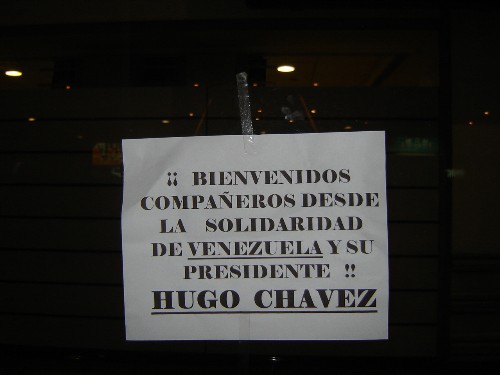 ¡¡ BIENVENIDOS
COMPAÑEROS DESDE
LA SOLIDARIDAD
DE VENEZUELA Y SU
PRESIDENTE !!
HUGO CHAVEZ